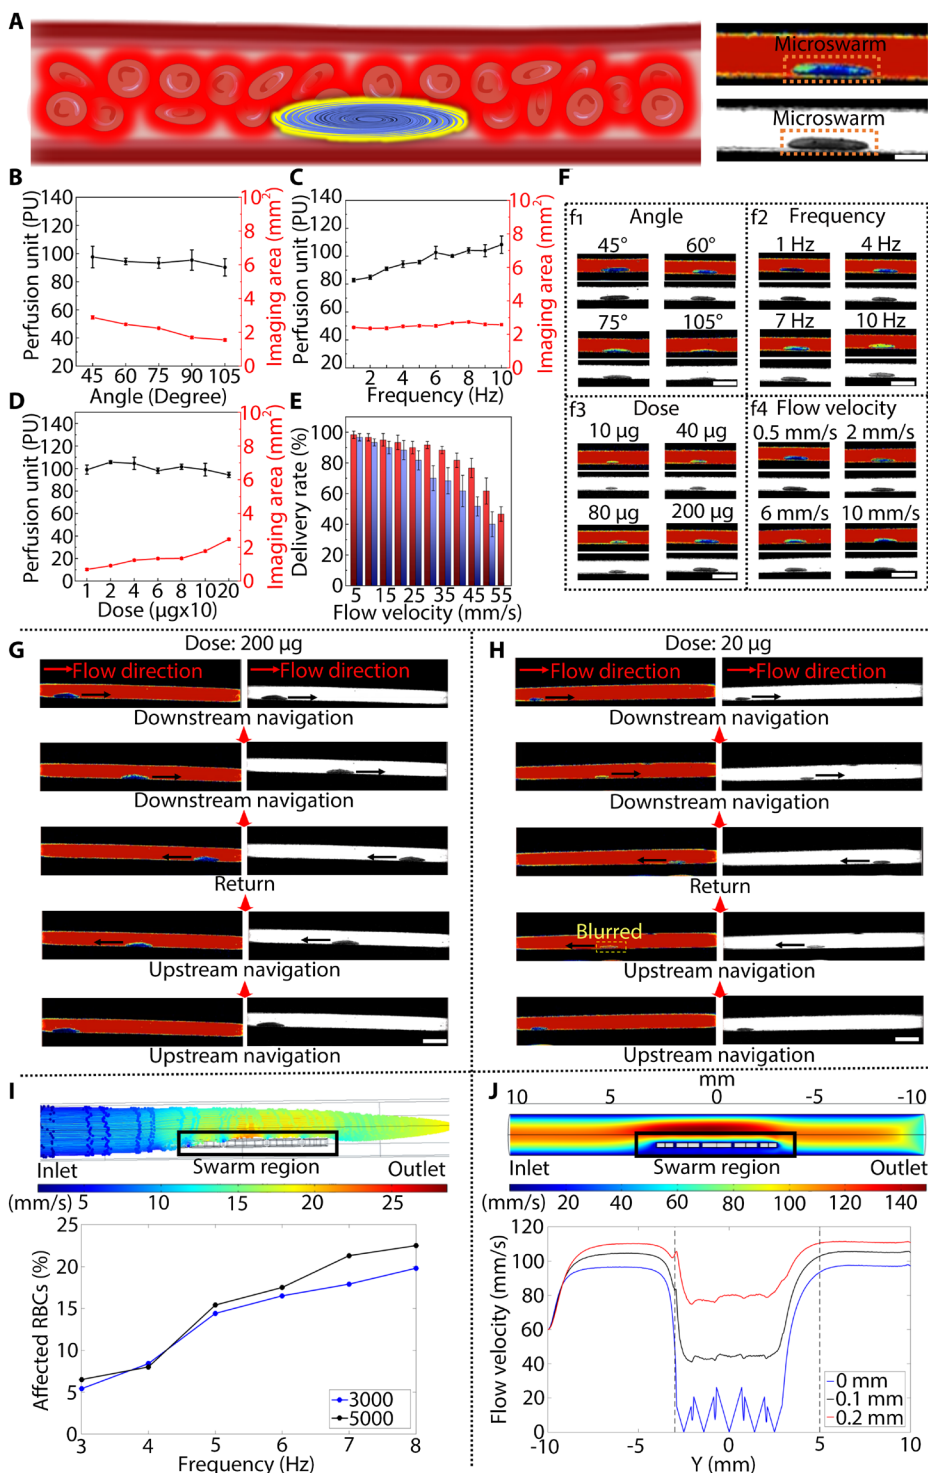 A
Microswarm
Microswarm
B
140
120
100
80
60
40
20
Perfusion unit (PU)
10
8
6
4
2
0
Imaging area (mm²)
45 60 75 90 105
Angle (Degree)
C
140
120
100
80
60
40
20
Perfusion unit (PU)
10
8
6
4
2
0
Imaging area (mm²)
2 4 6 8 10
Frequency (Hz)
D
140
120
100
80
60
40
20
0
Perfusion unit (PU)
10
8
6
4
2
0
Imaging area (mm²)
1 2 4 6 8 10 20
Dose (µgx10)
E
100
80
60
40
20
0
Delivery rate (%)
5 15 25 35 45 55
Flow velocity (mm/s)
F
f1 Angle
45° 60°
75° 105°
f2 Frequency
1 Hz 4 Hz
7 Hz 10 Hz
f3 Dose
10 µg 40 µg
80 µg 200 µg
f4 Flow velocity
0.5 mm/s 2 mm/s
6 mm/s 10 mm/s
G
Dose: 200 µg
Flow direction Flow direction
Downstream navigation
Downstream navigation
Return
Upstream navigation
Upstream navigation
H
Dose: 20 µg
Flow direction Flow direction
Downstream navigation
Downstream navigation
Return
Blurred
Upstream navigation
Upstream navigation
I
Inlet Swarm region Outlet
(mm/s) 5 10 15 20 25
25
20
15
10
5
0
Affected RBCs (%)
3000
5000
3 4 5 6 7 8
Frequency (Hz)
J
mm
10 5 0 -5 -10
Inlet Swarm region Outlet
(mm/s) 20 40 60 80 100 120 140
120
100
80
60
40
20
0
Flow velocity (mm/s)
0 mm
0.1 mm
0.2 mm
-10 -5 0 5 10
Y (mm)